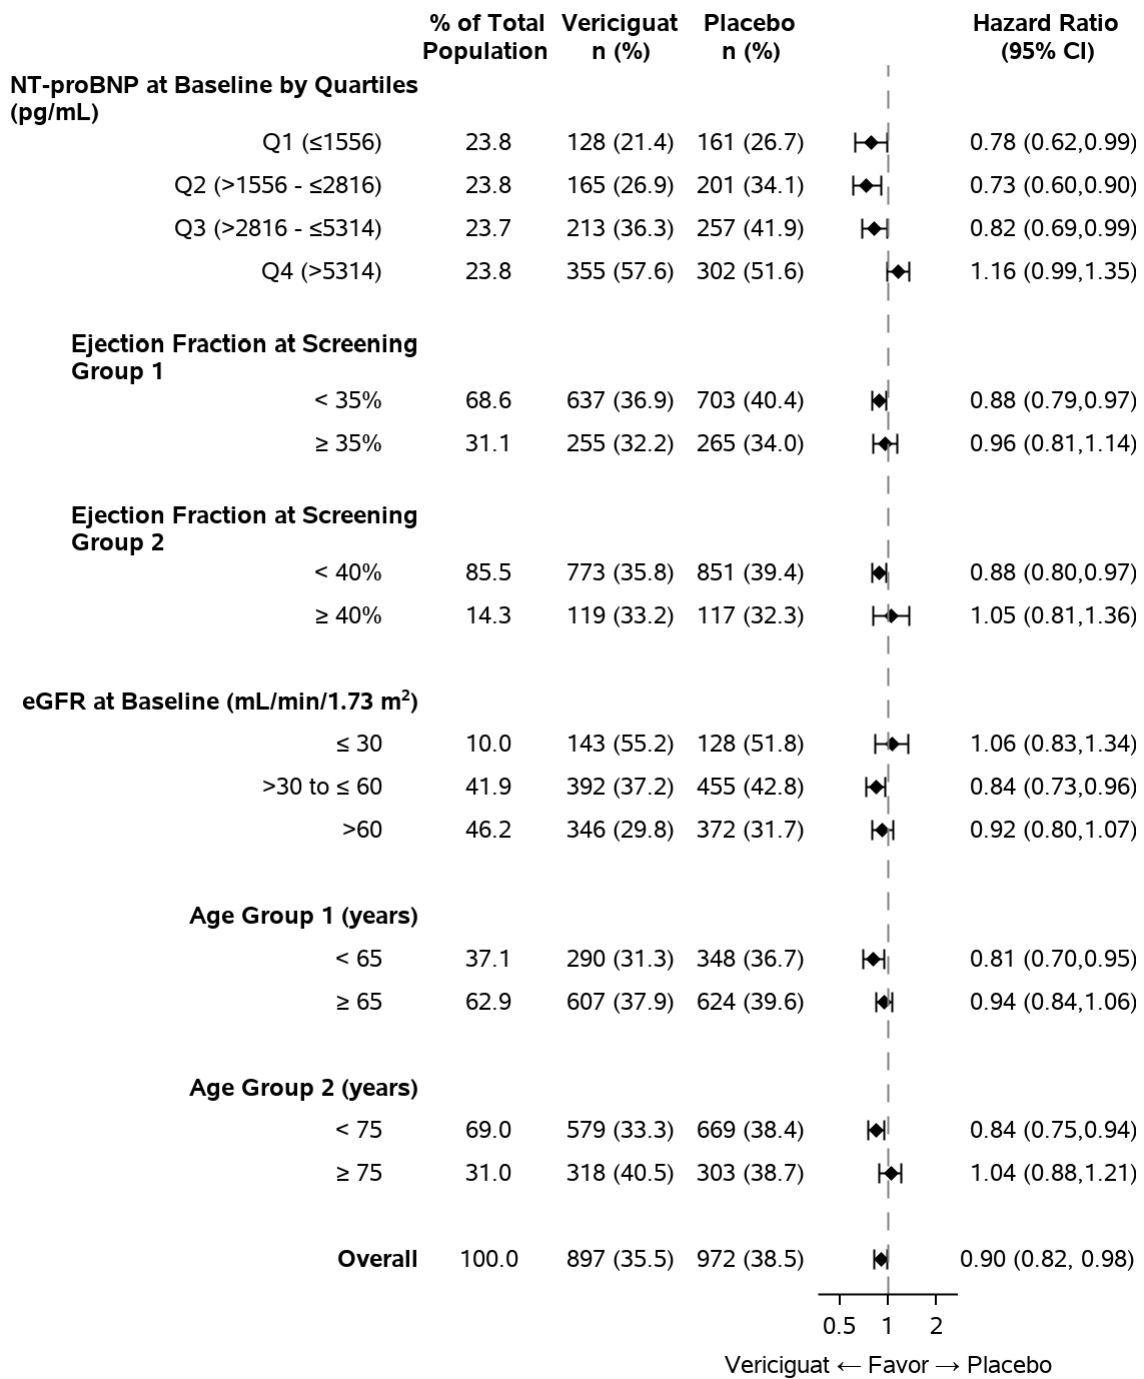 % of Total Vericiguat Placebo Hazard Ratio
Population n (%) n (%) (95% CI)
NT-proBNP at Baseline by Quartiles
(pg/mL)
Q1 (≤1556) 23.8 128 (21.4) 161 (26.7) 0.78 (0.62,0.99)
Q2 (>1556 - ≤2816) 23.8 165 (26.9) 201 (34.1) 0.73 (0.60,0.90)
Q3 (>2816 - ≤5314) 23.7 213 (36.3) 257 (41.9) 0.82 (0.69,0.99)
Q4 (>5314) 23.8 355 (57.6) 302 (51.6) 1.16 (0.99,1.35)
Ejection Fraction at Screening
Group 1
< 35% 68.6 637 (36.9) 703 (40.4) 0.88 (0.79,0.97)
≥ 35% 31.1 255 (32.2) 265 (34.0) 0.96 (0.81,1.14)
Ejection Fraction at Screening
Group 2
< 40% 85.5 773 (35.8) 851 (39.4) 0.88 (0.80,0.97)
≥ 40% 14.3 119 (33.2) 117 (32.3) 1.05 (0.81,1.36)
eGFR at Baseline (mL/min/1.73 m²)
≤ 30 10.0 143 (55.2) 128 (51.8) 1.06 (0.83,1.34)
>30 to ≤ 60 41.9 392 (37.2) 455 (42.8) 0.84 (0.73,0.96)
>60 46.2 346 (29.8) 372 (31.7) 0.92 (0.80,1.07)
Age Group 1 (years)
< 65 37.1 290 (31.3) 348 (36.7) 0.81 (0.70,0.95)
≥ 65 62.9 607 (37.9) 624 (39.6) 0.94 (0.84,1.06)
Age Group 2 (years)
< 75 69.0 579 (33.3) 669 (38.4) 0.84 (0.75,0.94)
≥ 75 31.0 318 (40.5) 303 (38.7) 1.04 (0.88,1.21)
Overall 100.0 897 (35.5) 972 (38.5) 0.90 (0.82, 0.98)
0.5 1 2
Vericiguat ← Favor → Placebo